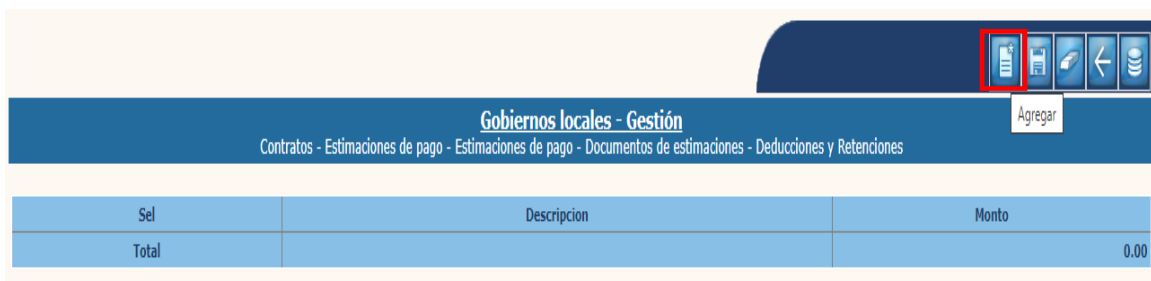 Agregar
Gobiernos locales - Gestión
Contratos - Estimaciones de pago - Estimaciones de pago - Documentos de estimaciones - Deducciones y Retenciones
Sel Descripcion Monto
Total 0.00